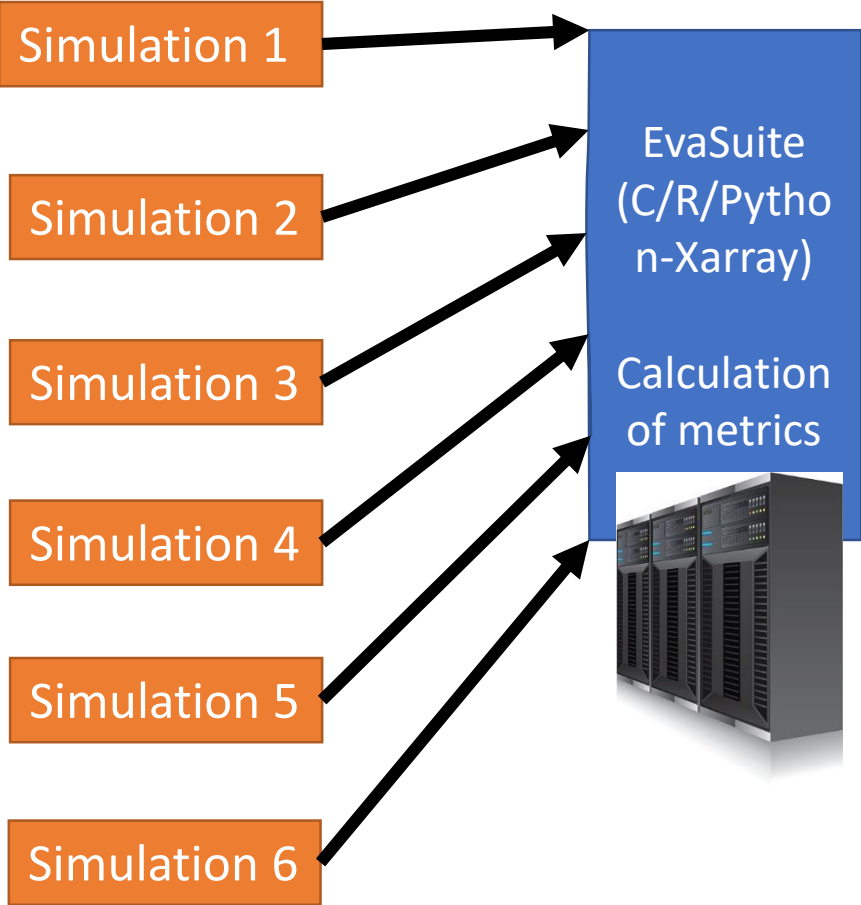 Simulation 1
Simulation 2
Simulation 3
Simulation 4
Simulation 5
Simulation 6
EvaSuite
(C/R/Pytho
n-Xarray)
Calculation
of metrics